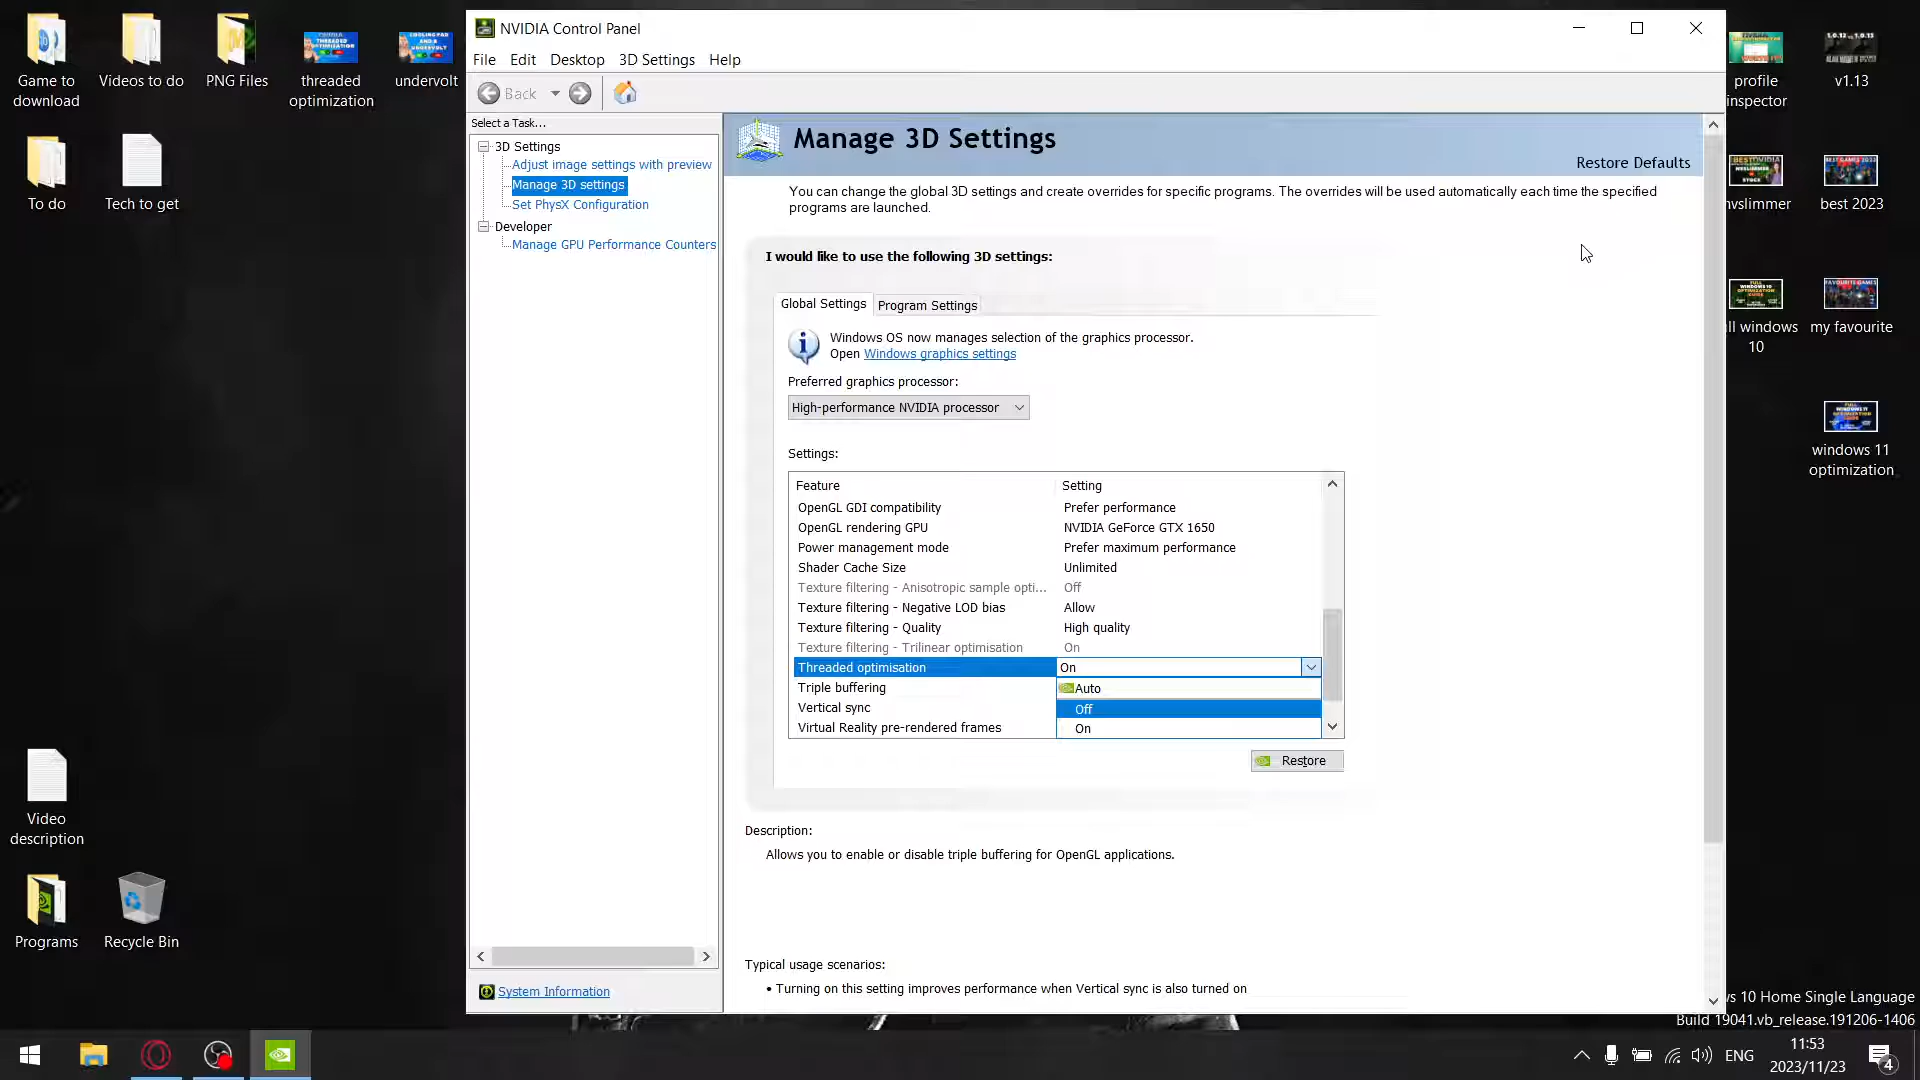 Game to
download
Videos to do
PNG Files
threaded
optimization
undervolt
To do
Tech to get
Video
description
Programs
Recycle Bin
NVIDIA Control Panel
File Edit Desktop 3D Settings Help
Back
Select a Task...
3D Settings
Adjust image settings with preview
Manage 3D settings
Set PhysX Configuration
Developer
Manage GPU Performance Counters
System Information
Manage 3D Settings
Restore Defaults
You can change the global 3D settings and create overrides for specific programs. The overrides will be used automatically each time the specified
programs are launched.
I would like to use the following 3D settings:
Global Settings Program Settings
Windows OS now manages selection of the graphics processor.
Open Windows graphics settings
Preferred graphics processor:
High-performance NVIDIA processor
Settings:
Feature Setting
OpenGL GDI compatibility Prefer performance
OpenGL rendering GPU NVIDIA GeForce GTX 1650
Power management mode Prefer maximum performance
Shader Cache Size Unlimited
Texture filtering - Anisotropic sample opti... Off
Texture filtering - Negative LOD bias Allow
Texture filtering - Quality High quality
Texture filtering - Trilinear optimisation On
Threaded optimisation On
Triple buffering Auto
Vertical sync Off
Virtual Reality pre-rendered frames On
Restore
Description:
Allows you to enable or disable triple buffering for OpenGL applications.
Typical usage scenarios:
• Turning on this setting improves performance when Vertical sync is also turned on
profile
inspector
v1.13
nvslimmer
best 2023
ll windows
10
my favourite
windows 11
optimization
s 10 Home Single Language
Build 19041.vb_release.191206-1406
ENG
11:53
2023/11/23
4